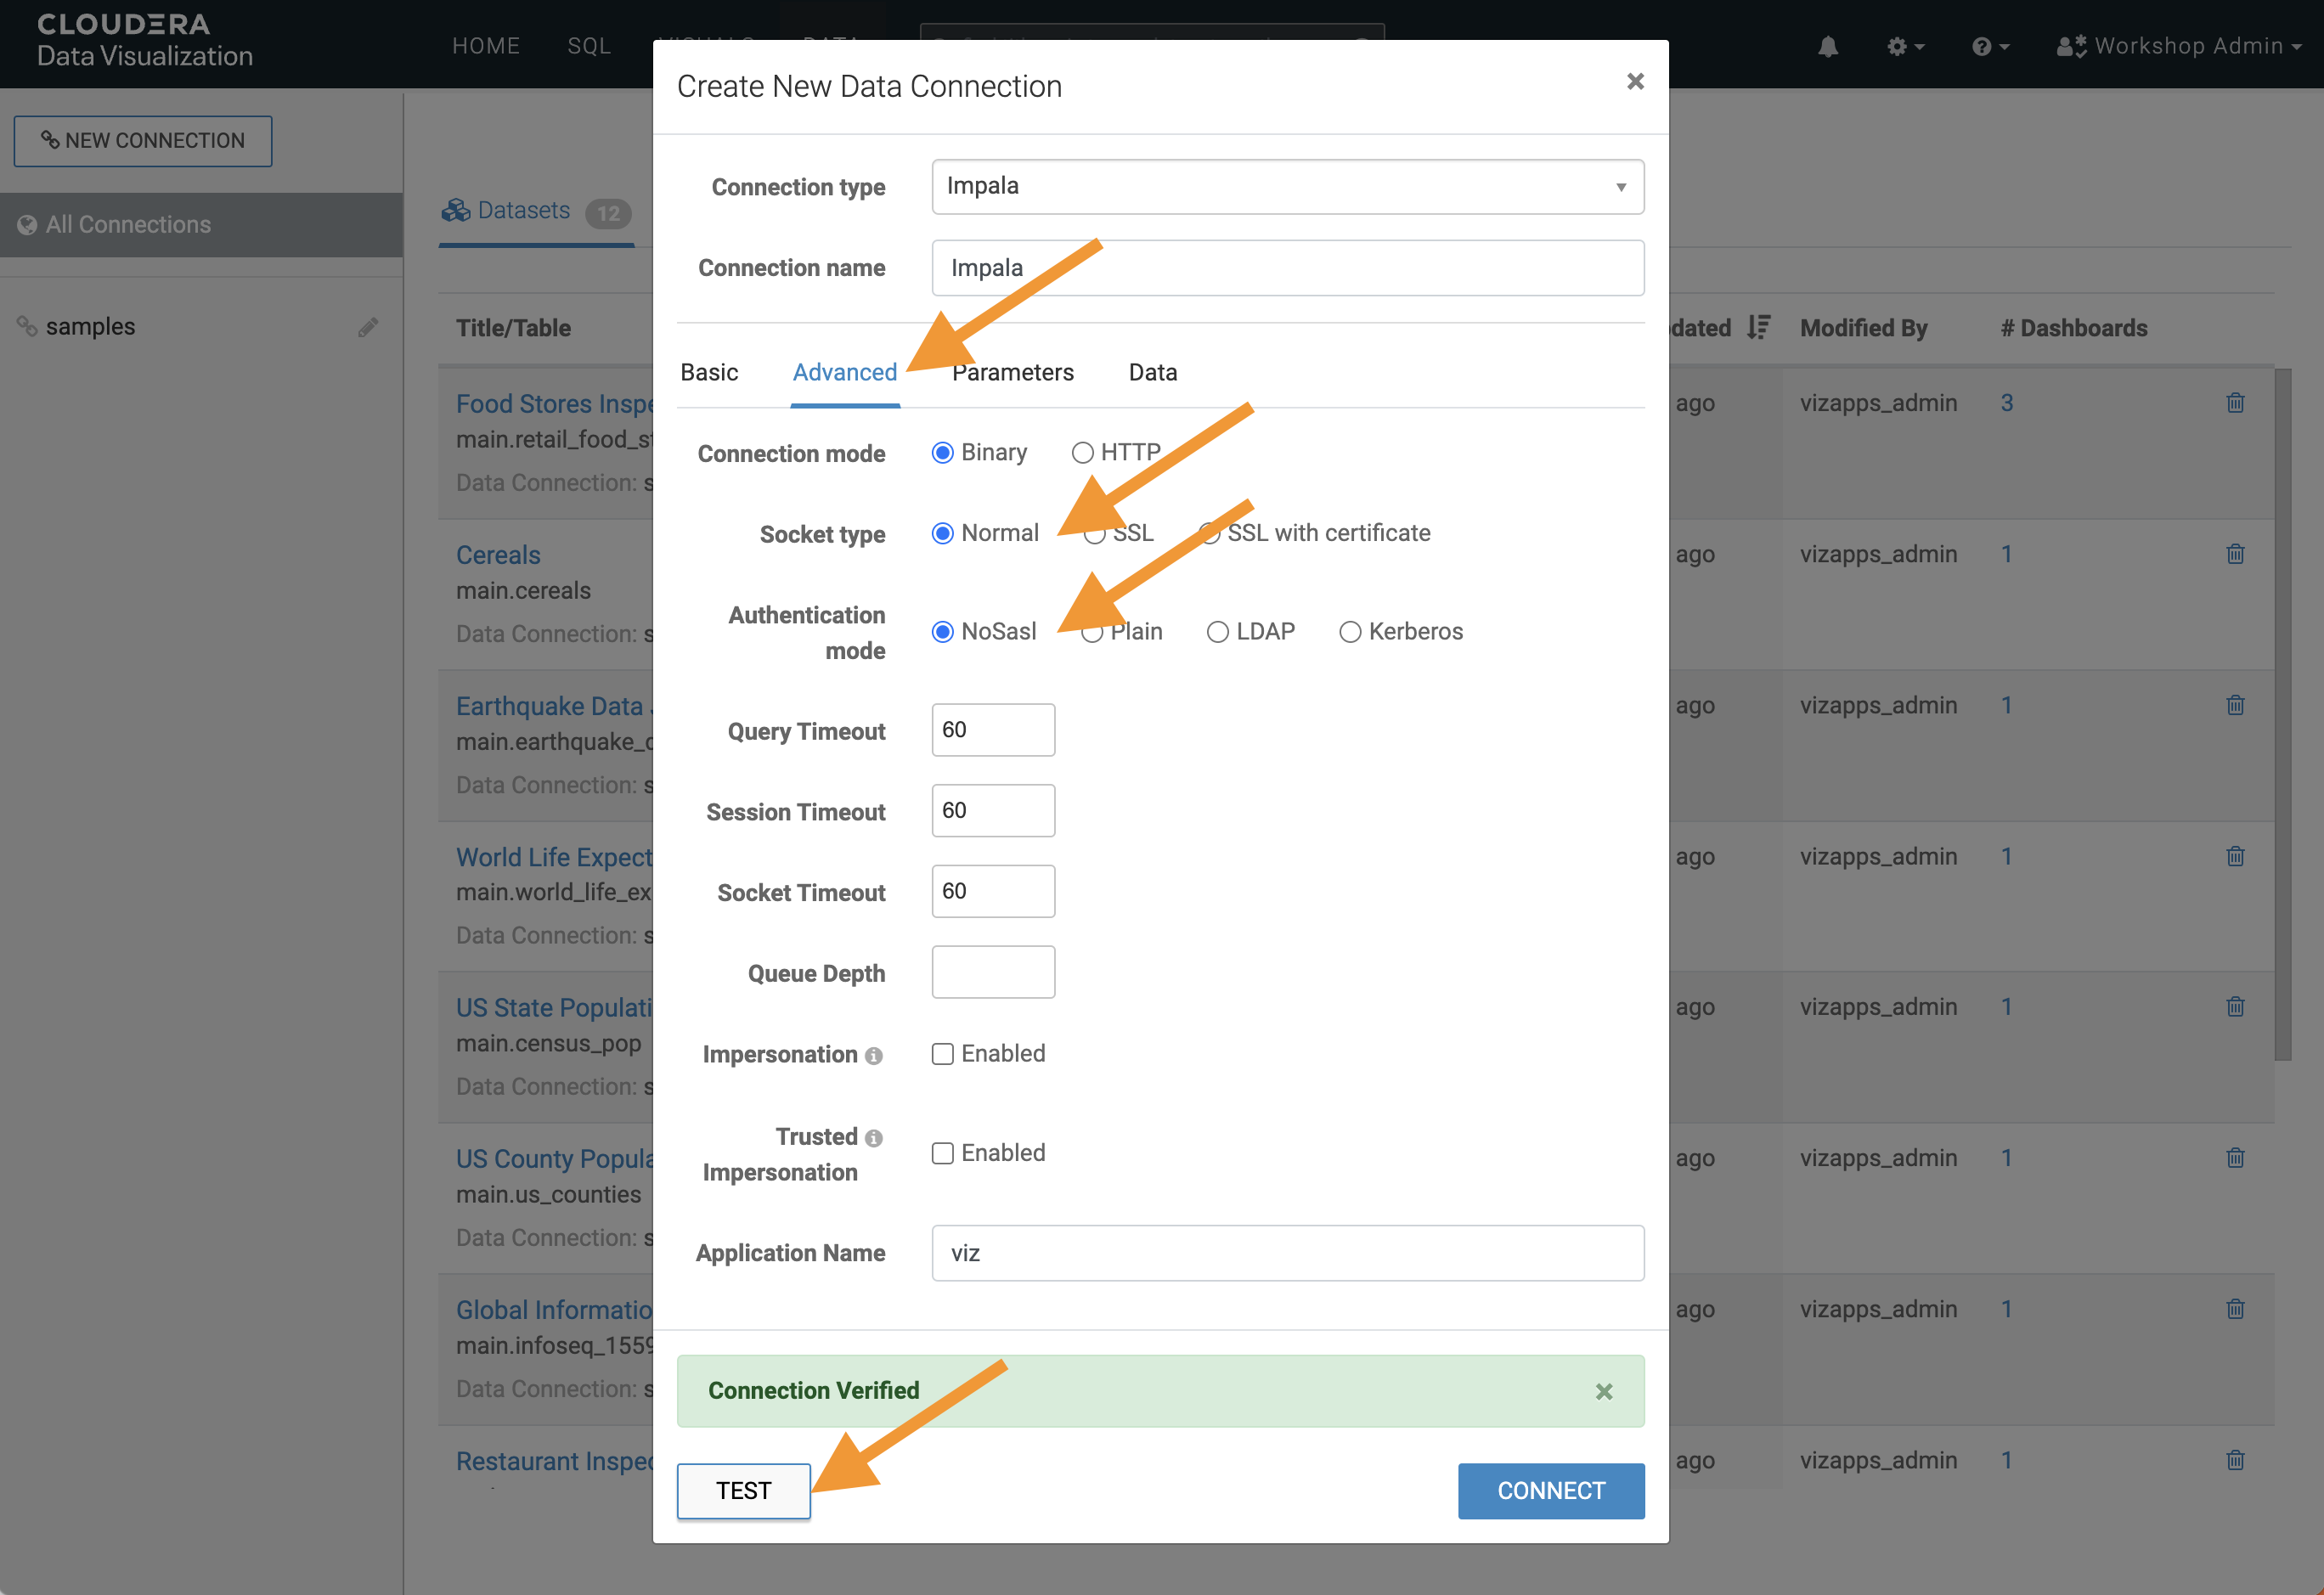 CLOUDERA
Data Visualization
HOME SQL
Workshop Admin
NEW CONNECTION
All Connections
samples
Datasets 12
Title/Table
Modified By
# Dashboards
Food Stores Inspe
main.retail_food_st
Data Connection: s
ago vizapps_admin 3
Cereals
main.cereals
Data Connection: s
ago vizapps_admin 1
Earthquake Data
main.earthquake_
Data Connection: s
ago vizapps_admin 1
World Life Expect
main.world_life_ex
Data Connection: s
ago vizapps_admin 1
US State Populati
main.census_pop
Data Connection: s
ago vizapps_admin 1
US County Popula
main.us_counties
Data Connection: s
ago vizapps_admin 1
Global Informatio
main.infoseq_1559
Data Connection: s
ago vizapps_admin 1
Restaurant Inspe
ago vizapps_admin 1
Create New Data Connection
Connection type Impala
Connection name Impala
Basic Advanced Parameters Data
Connection mode Binary HTTP
Socket type Normal SSL SSL with certificate
Authentication
mode
NoSasl Plain LDAP Kerberos
Query Timeout 60
Session Timeout 60
Socket Timeout 60
Queue Depth
Impersonation Enabled
Trusted
Impersonation
Enabled
Application Name viz
Connection Verified
TEST CONNECT